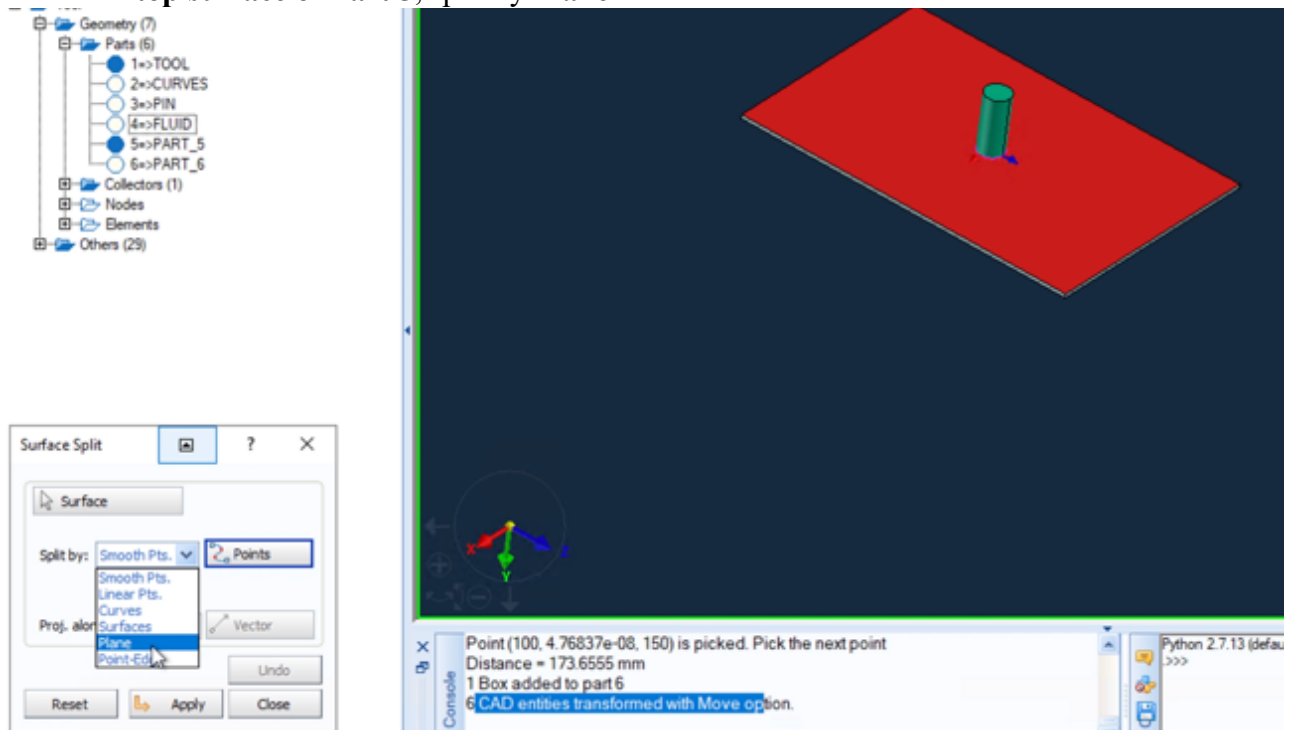 Geometry (7)
Parts (6)
1=>TOOL
2=>CURVES
3=>PIN
4=>FLUID
5=>PART_5
6=>PART_6
Collectors (1)
Nodes
Elements
Others (29)
Surface Split
?
Surface
Split by: Smooth Pts. Points
Smooth Pts.
Linear Pts.
Curves
Proj. alon Surfaces Vector
Plane
Point-Ed
Undo
Reset Apply Close
X
Z
Y
Console
Point (100, 4.76837e-08, 150) is picked. Pick the next point
Distance = 173.6555 mm
1 Box added to part 6
6 CAD entities transformed with Move option.
Python 2.7.13 (defau
.>>>